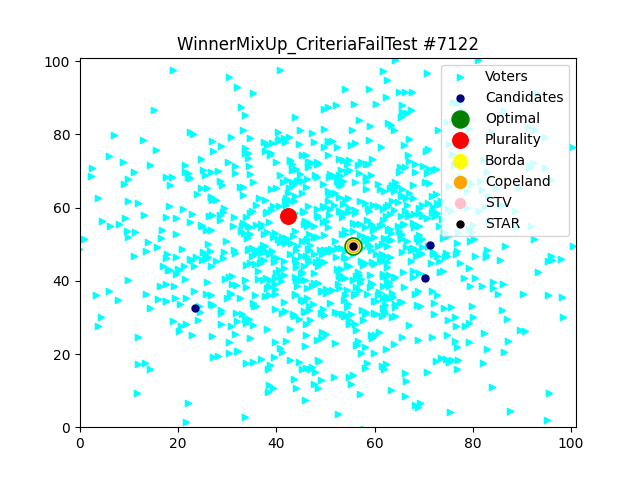 WinnerMixUp_CriteriaFailTest #7122
100
80
60
40
20
0
0 20 40 60 80 100
Voters
Candidates
Optimal
Plurality
Borda
Copeland
STV
STAR